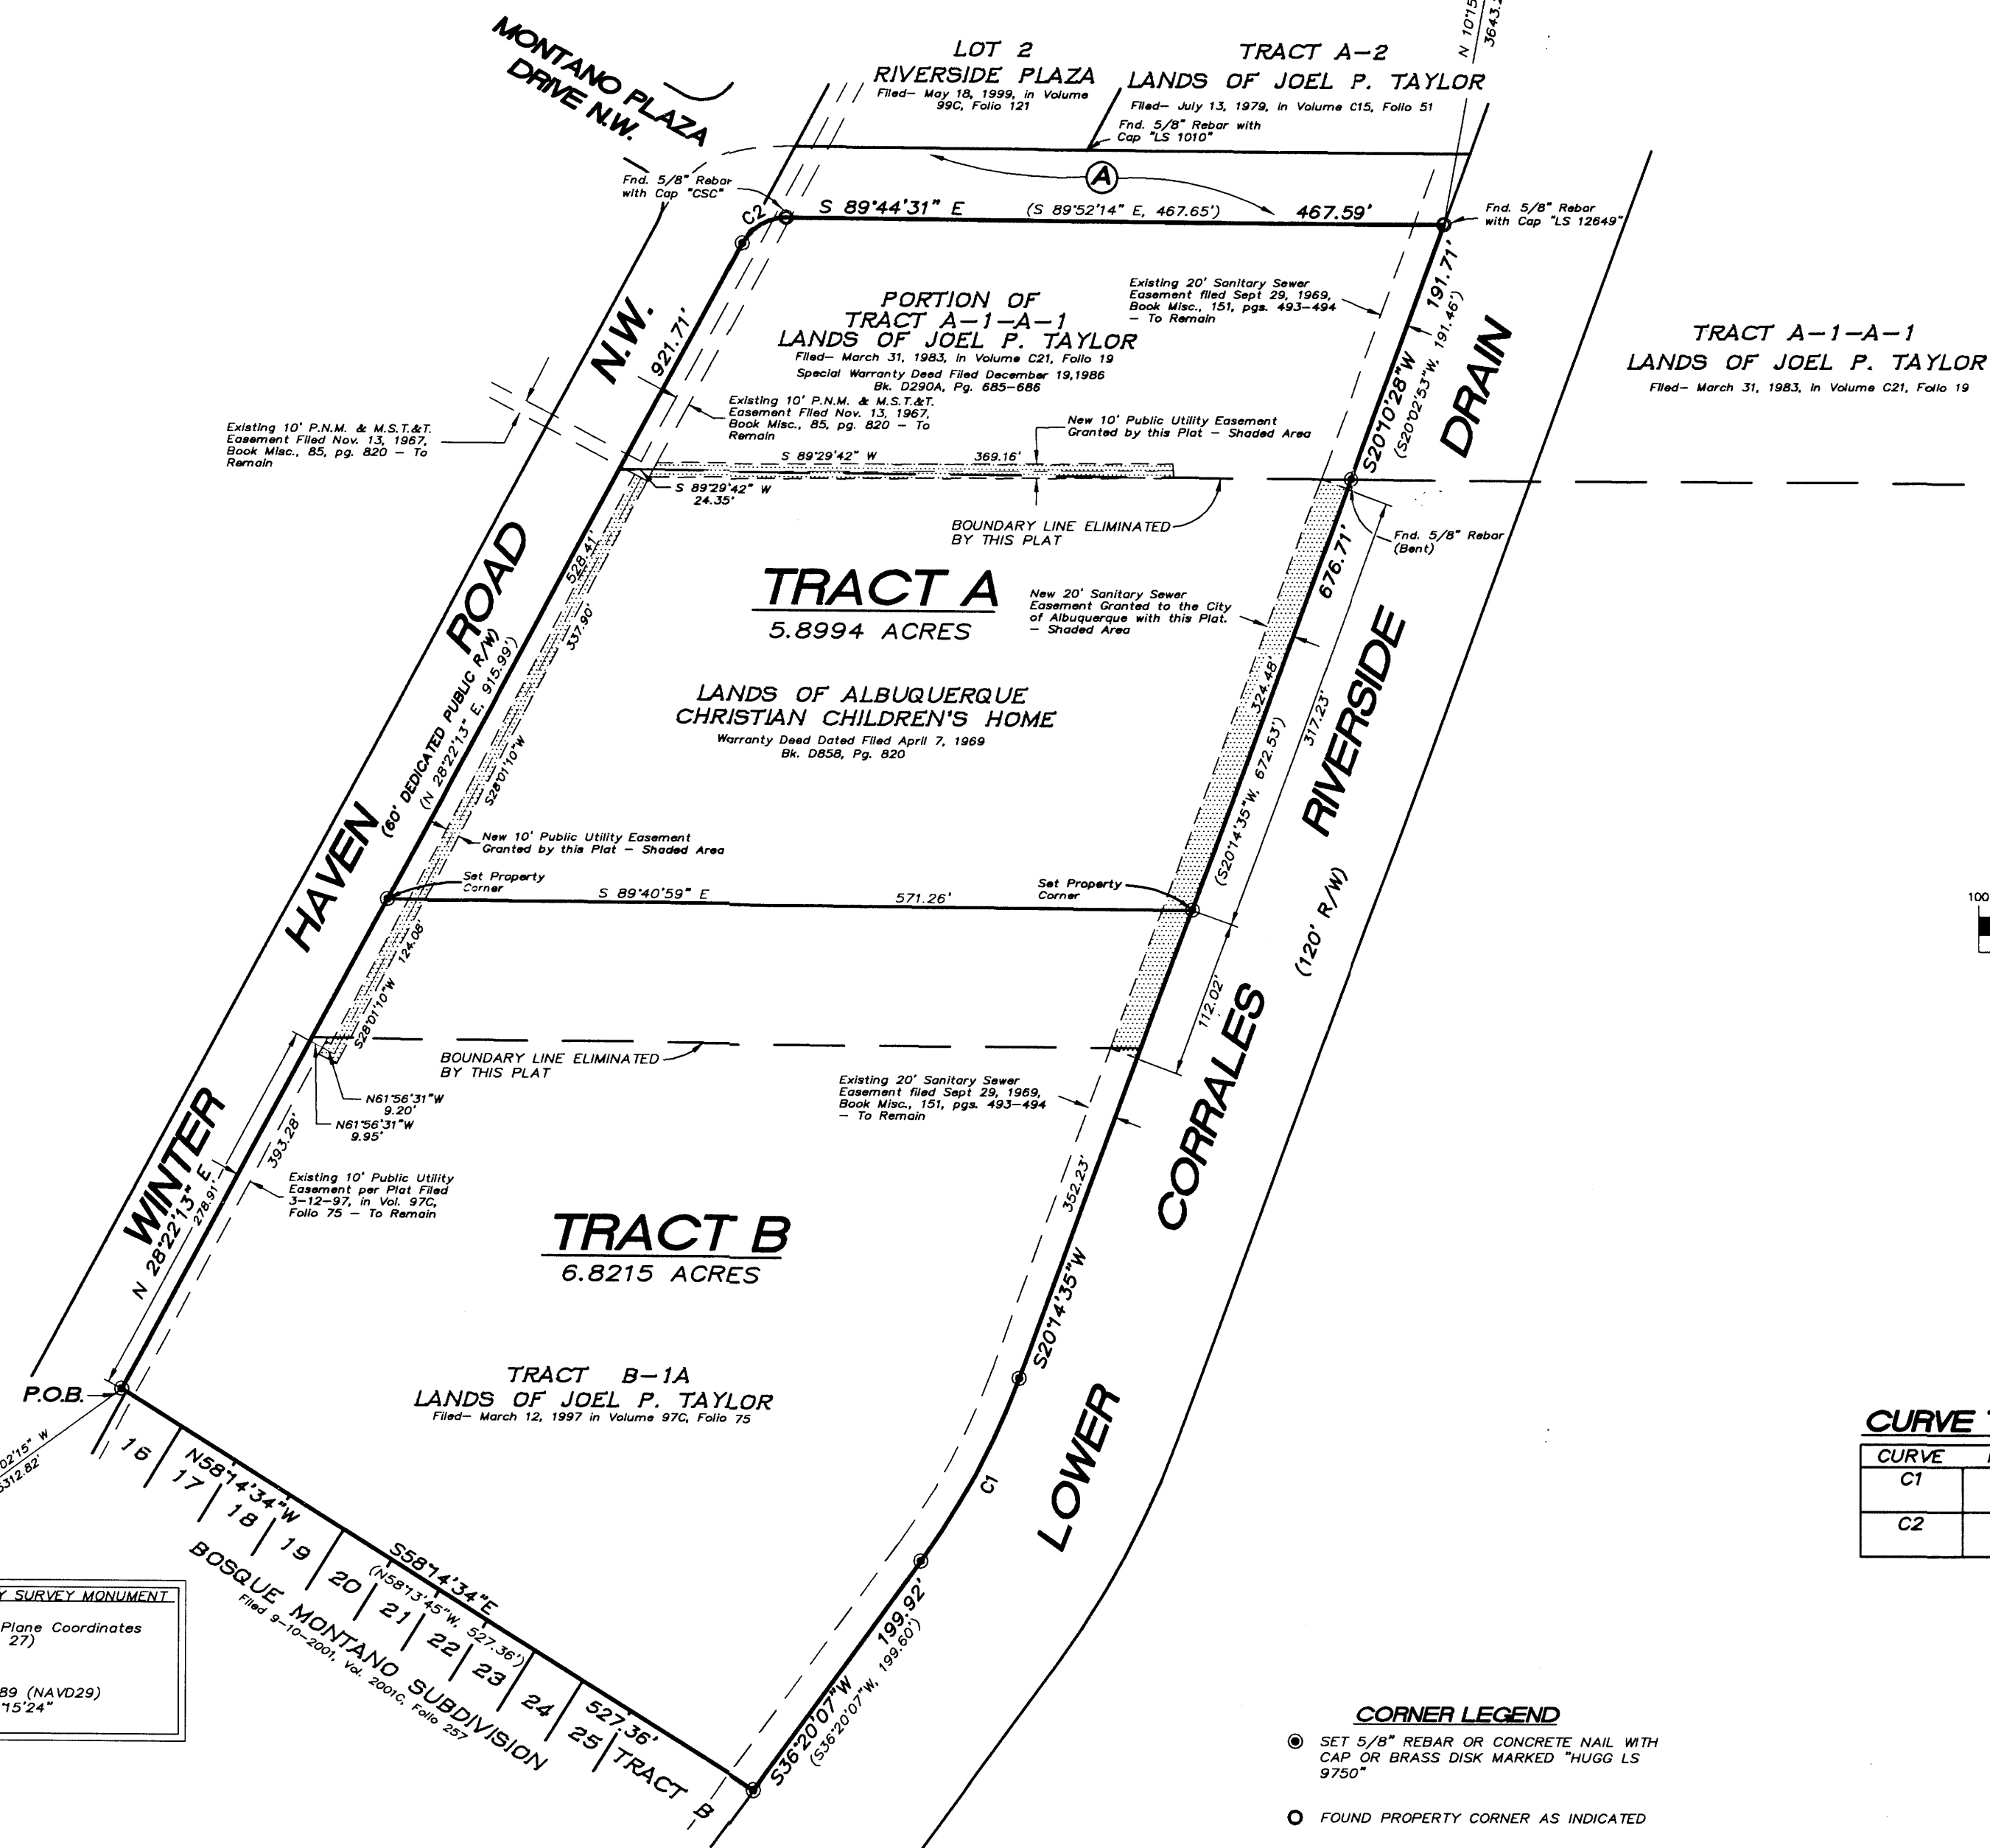 MONTANO PLAZA
DRIVE N.W.
LOT 2
RIVERSIDE PLAZA
Filed— May 18, 1999, in Volume
99C, Folio 121
TRACT A—2
LANDS OF JOEL P. TAYLOR
Filed— July 13, 1979, in Volume C15, Folio 51
Fnd. 5/8" Rebar with
Cap "LS 1010"
N 10°15
3643.
Fnd. 5/8" Rebar
with Cap "CSC"
A
C2
S 89°44'31" E
(S 89°52'14" E, 467.65')
467.59'
Fnd. 5/8" Rebar
with Cap "LS 12649"
921.71'
PORTION OF
TRACT A—1—A—1
LANDS OF JOEL P. TAYLOR
Filed— March 31, 1983, in Volume C21, Folio 19
Special Warranty Deed Filed December 19,1986
Bk. D290A, Pg. 685—686
Existing 20' Sanitary Sewer
Easement filed Sept 29, 1969,
Book Misc., 151, pgs. 493—494
— To Remain
S20°10'28"W
191.71'
(S20°02'53"W, 191.46')
TRACT A—1—A—1
LANDS OF JOEL P. TAYLOR
Filed— March 31, 1983, in Volume C21, Folio 19
Existing 10' P.N.M. & M.S.T.&T.
Easement Filed Nov. 13, 1967,
Book Misc., 85, pg. 820 — To
Remain
Existing 10' P.N.M. & M.S.T.&T.
Easement Filed Nov. 13, 1967,
Book Misc., 85, pg. 820 — To
Remain
New 10' Public Utility Easement
Granted by this Plat — Shaded Area
S 89°29'42" W
369.16'
S 89°29'42" W
24.35'
BOUNDARY LINE ELIMINATED
BY THIS PLAT
Fnd. 5/8" Rebar
(Bent)
TRACT A
5.8994 ACRES
New 20' Sanitary Sewer
Easement Granted to the City
of Albuquerque with this Plat.
— Shaded Area
676.71'
528.41'
337.90'
S28°01'10"W
LANDS OF ALBUQUERQUE
CHRISTIAN CHILDREN'S HOME
Warranty Deed Dated Filed April 7, 1969
Bk. D858, Pg. 820
324.48'
317.23'
(S20°14'35"W, 672.53')
WINTER HAVEN ROAD N.W.
(60' DEDICATED PUBLIC R/W)
(N 28°22'13" E, 915.99')
New 10' Public Utility Easement
Granted by this Plat — Shaded Area
Set Property
Corner
S 89°40'59" E
571.26'
Set Property
Corner
LOWER CORRALES RIVERSIDE DRAIN
(120' R/W)
100
124.08'
S28°01'10"W
112.02'
BOUNDARY LINE ELIMINATED
BY THIS PLAT
N61°56'31"W
9.20'
N61°56'31"W
9.95'
Existing 20' Sanitary Sewer
Easement filed Sept 29, 1969,
Book Misc., 151, pgs. 493—494
— To Remain
393.28'
N 28°22'13" E
278.91'
Existing 10' Public Utility
Easement per Plat Filed
3—12—97, in Vol. 97C,
Folio 75 — To Remain
352.23'
S20°14'35"W
TRACT B
6.8215 ACRES
TRACT B—1A
LANDS OF JOEL P. TAYLOR
Filed— March 12, 1997 in Volume 97C, Folio 75
P.O.B.
02'15" W
6312.82'
C1
16
17
18
19
20
21
22
23
24
25
TRACT B
N58°14'34"W
S58°14'34"E
(N58°13'45"W, 527.36')
527.36'
BOSQUE MONTANO SUBDIVISION
Filed 9—10—2001, Vol. 2001C, Folio 257
199.92'
S36°20'07"W
(S36°20'07"W, 199.60')
CURVE
CURVE
C1
C2
Y SURVEY MONUMENT
Plane Coordinates
27)
89 (NAVD29)
°15'24"
CORNER LEGEND
SET 5/8" REBAR OR CONCRETE NAIL WITH
CAP OR BRASS DISK MARKED "HUGG LS
9750"
FOUND PROPERTY CORNER AS INDICATED